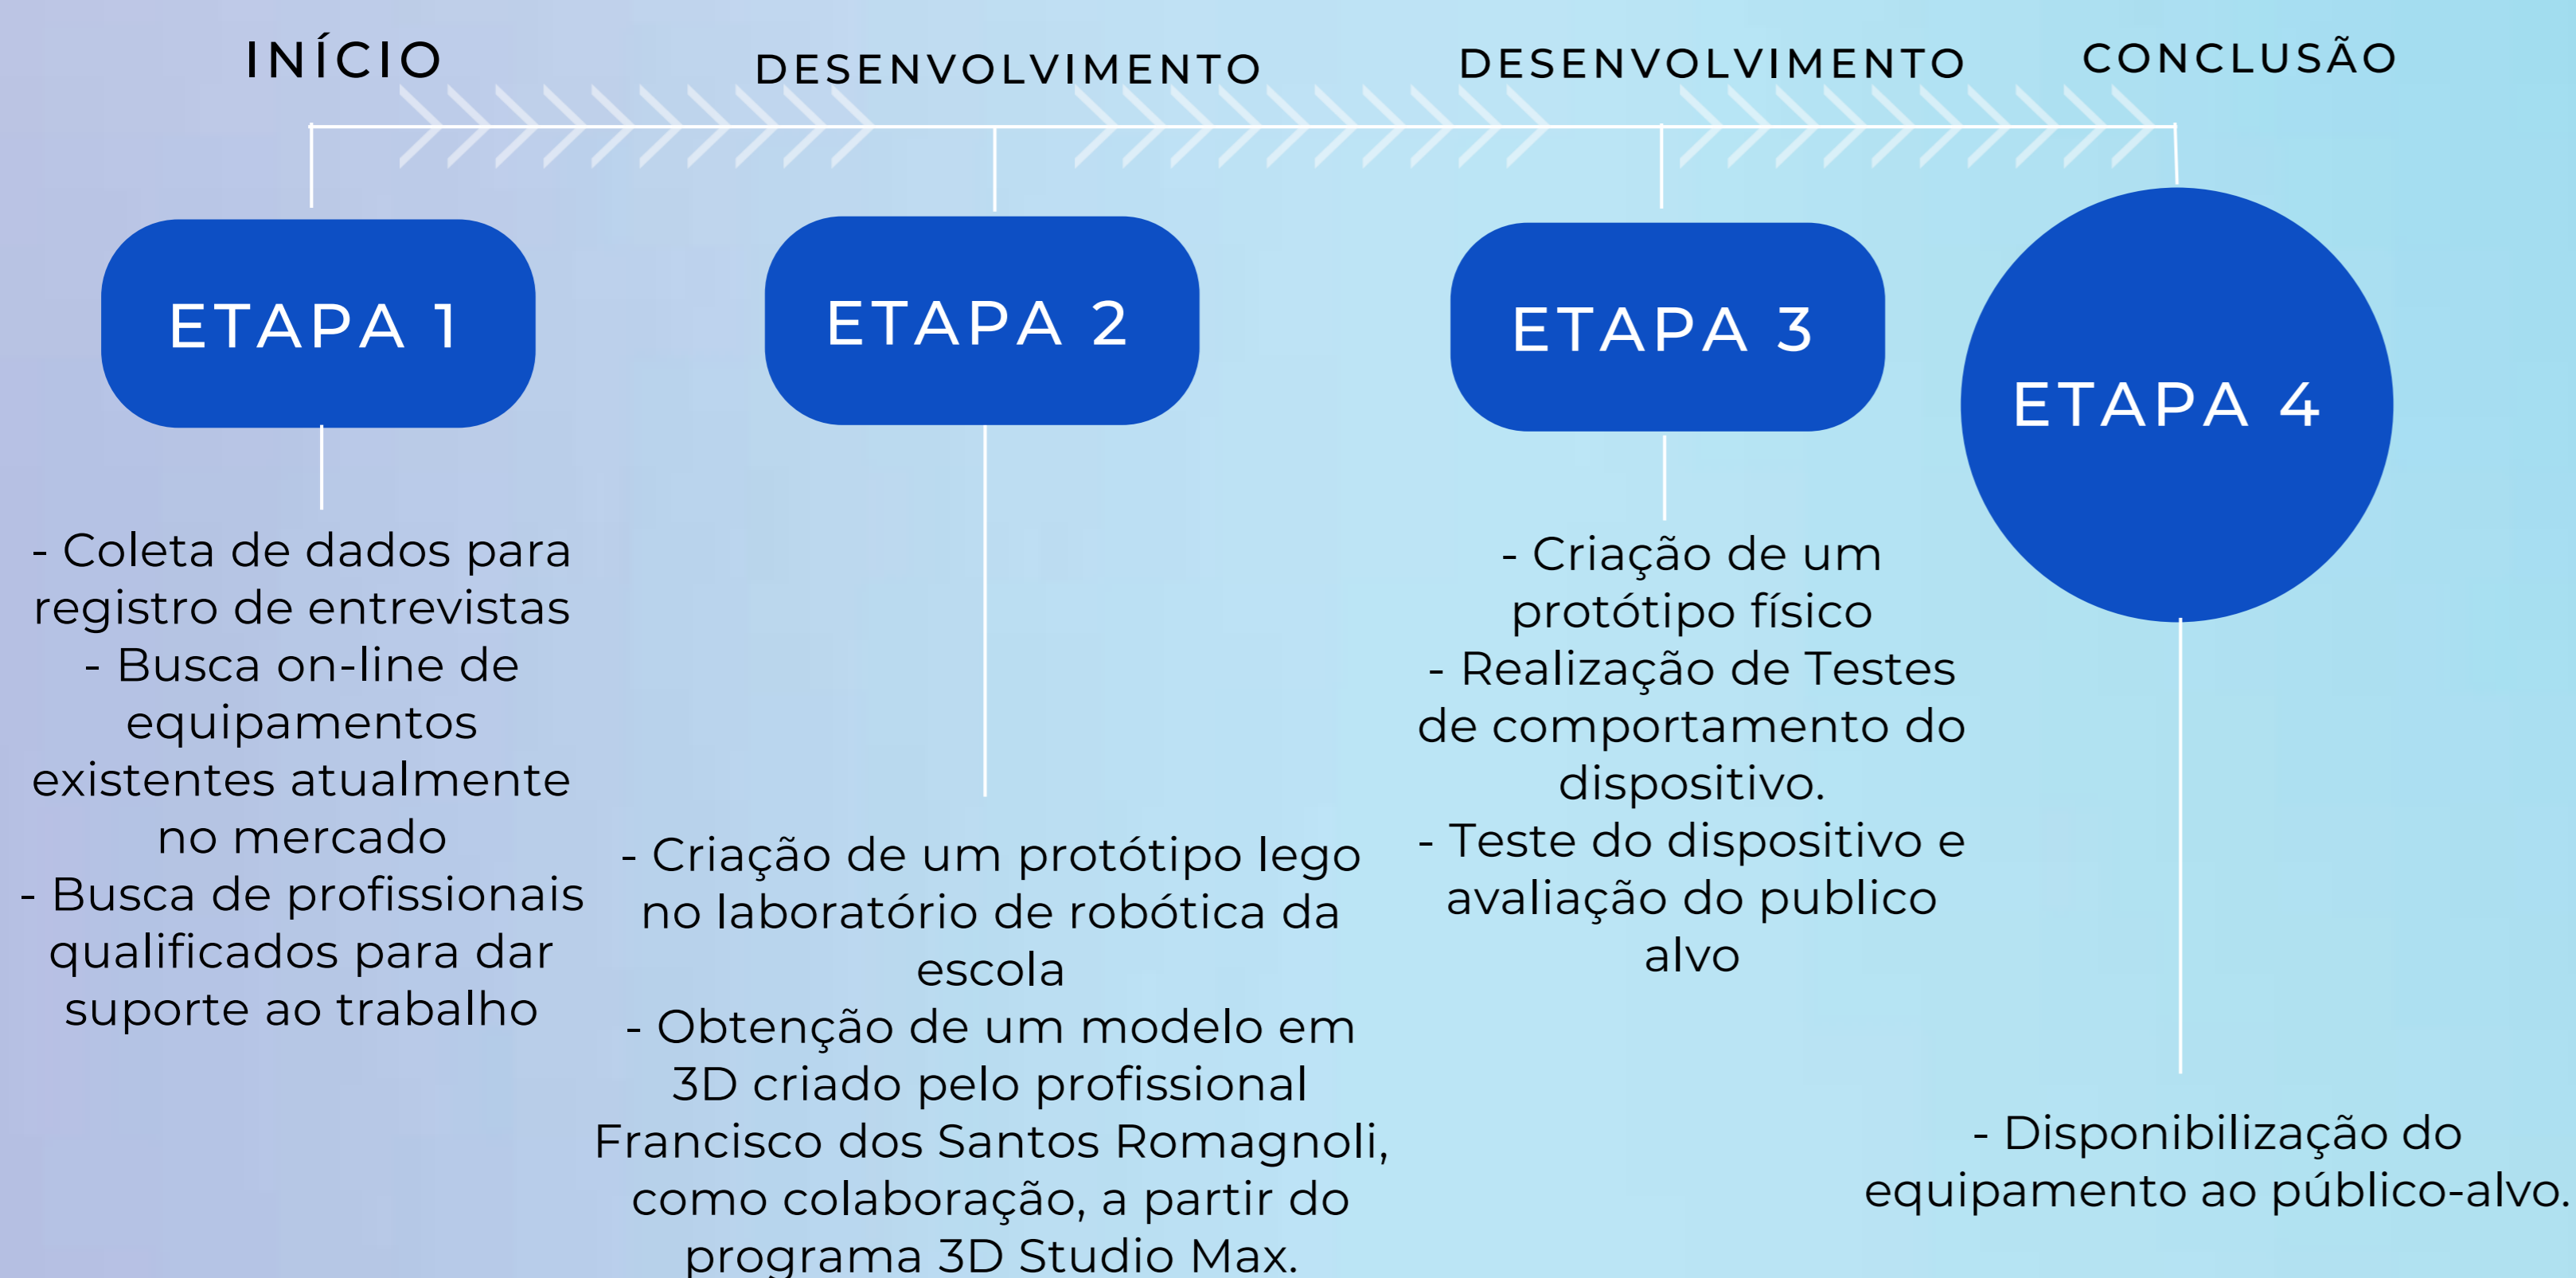 INÍCIO
DESENVOLVIMENTO
DESENVOLVIMENTO
CONCLUSÃO
ETAPA 1
- Coleta de dados para
registro de entrevistas
- Busca on-line de
equipamentos
existentes atualmente
no mercado
- Busca de profissionais
qualificados para dar
suporte ao trabalho
ETAPA 2
- Criação de um protótipo lego
no laboratório de robótica da
escola
- Obtenção de um modelo em
3D criado pelo profissional
Francisco dos Santos Romagnoli,
como colaboração, a partir do
programa 3D Studio Max.
ETAPA 3
- Criação de um
protótipo físico
- Realização de Testes
de comportamento do
dispositivo.
- Teste do dispositivo e
avaliação do publico
alvo
ETAPA 4
- Disponibilização do
equipamento ao público-alvo.